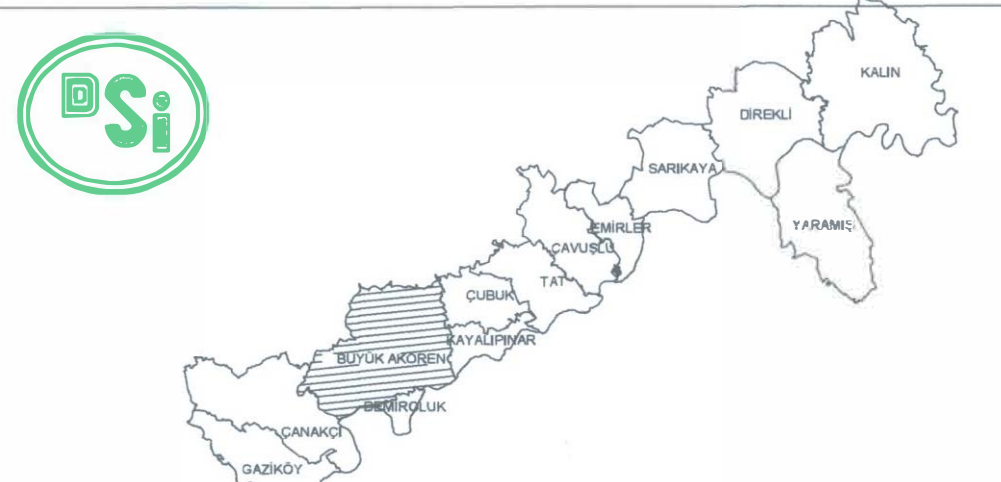 DSi
KALIN
DİREKLİ
SARIKAYA
YARAMIŞ
EMİRLER
ÇAVUŞLU
TAT
ÇUBUK
KAYALIPINAR
BÜYÜK AKÖREN
DEMİROLUK
ÇANAKÇI
GAZİKÖY